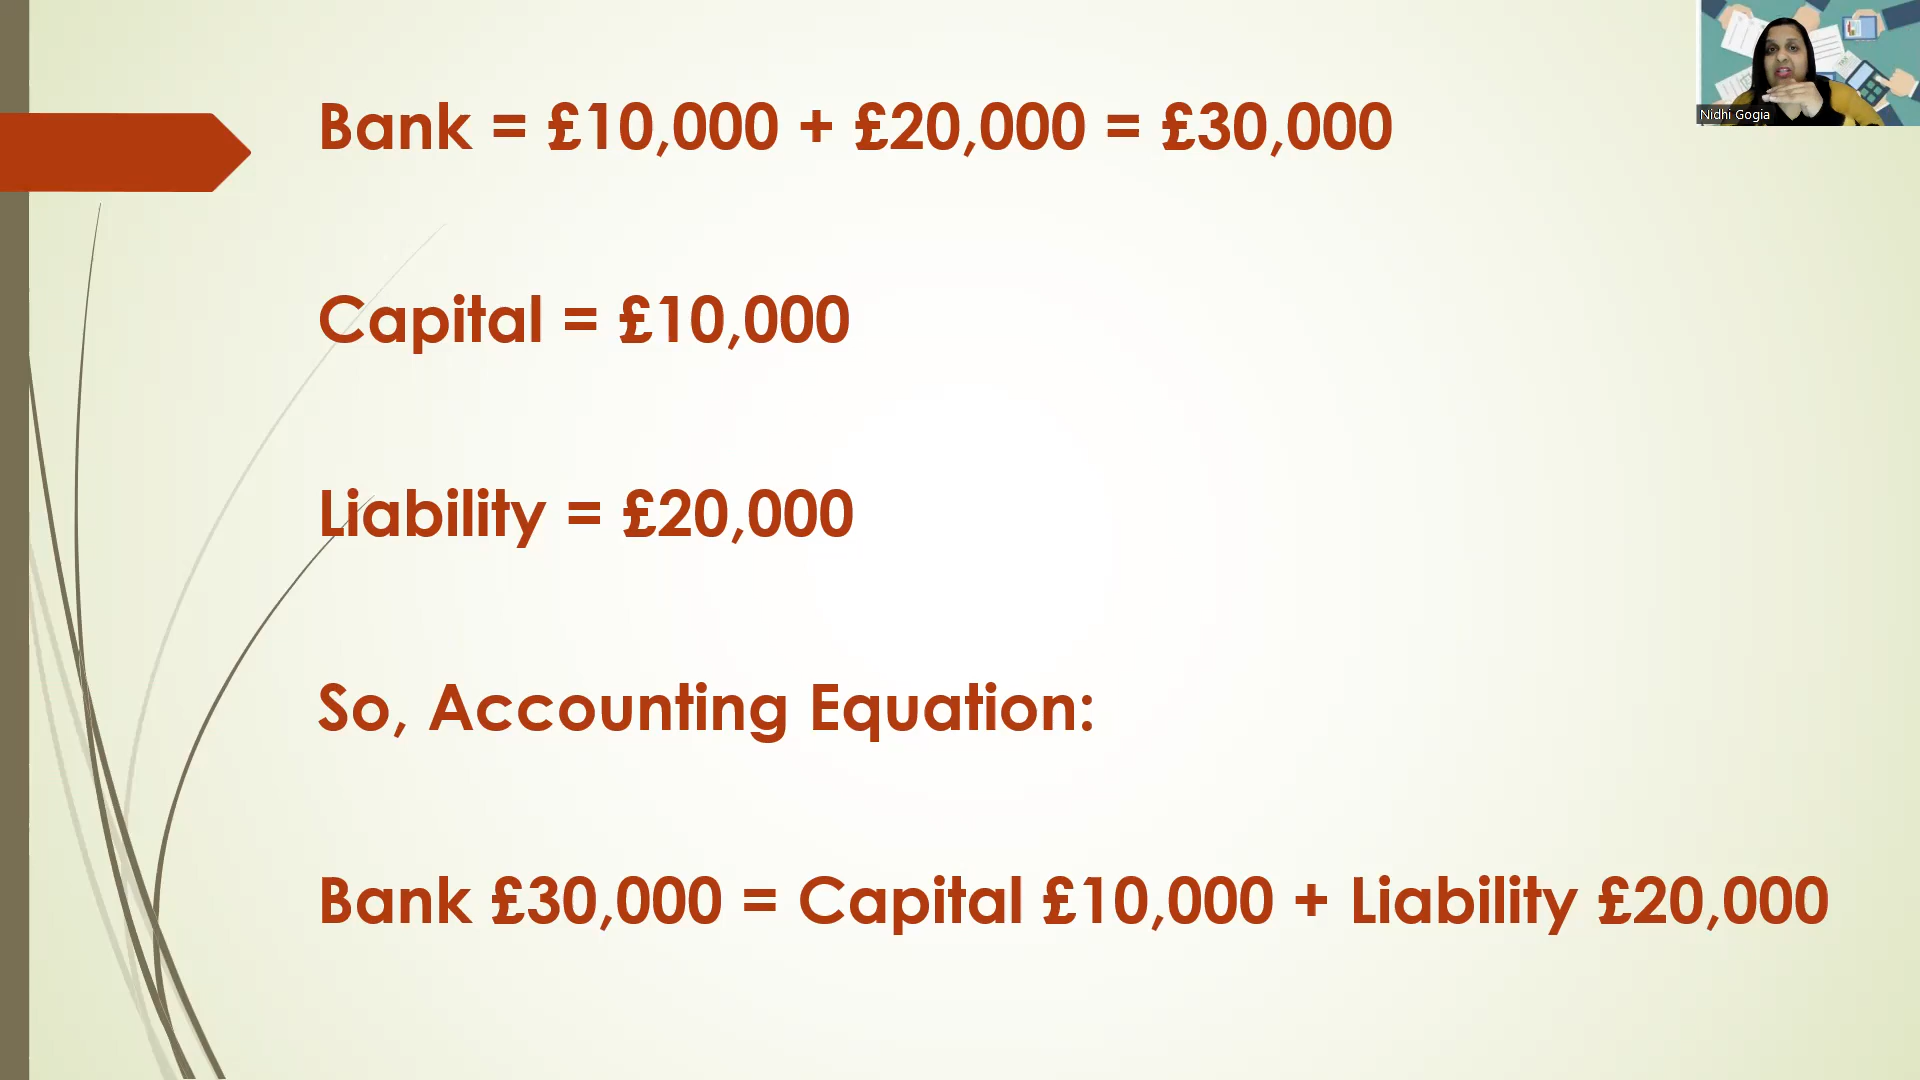 Bank = £10,000 + £20,000 = £30,000
Nidhi Gogia
Capital = £10,000
Liability = £20,000
So, Accounting Equation:
Bank £30,000 = Capital £10,000 + Liability £20,000